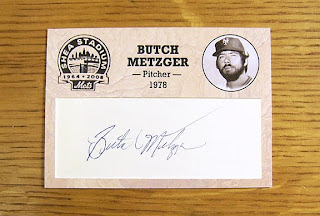 SHEA STADIUM
1964 • 2008
Mets
BUTCH
METZGER
— Pitcher —
1978
Butch Metzger